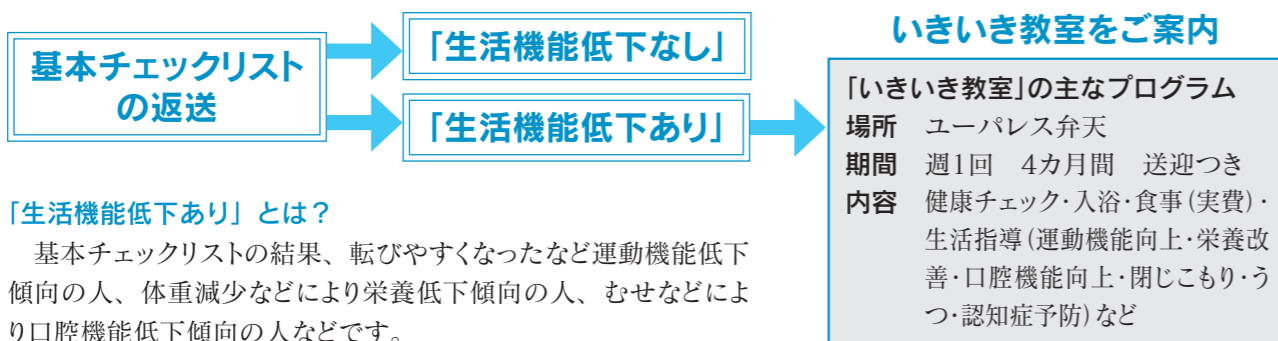 基本チェックリスト
の返送
「生活機能低下なし」
「生活機能低下あり」
いきいき教室をご案内
「いきいき教室」の主なプログラム
場所　ユーパレス弁天
期間　週1回　4カ月間　送迎つき
内容　健康チェック・入浴・食事(実費)・
生活指導(運動機能向上・栄養改
善・口腔機能向上・閉じこもり・う
つ・認知症予防)など
「生活機能低下あり」とは？
基本チェックリストの結果、転びやすくなったなど運動機能低下
傾向の人、体重減少などにより栄養低下傾向の人、むせなどによ
り口腔機能低下傾向の人などです。